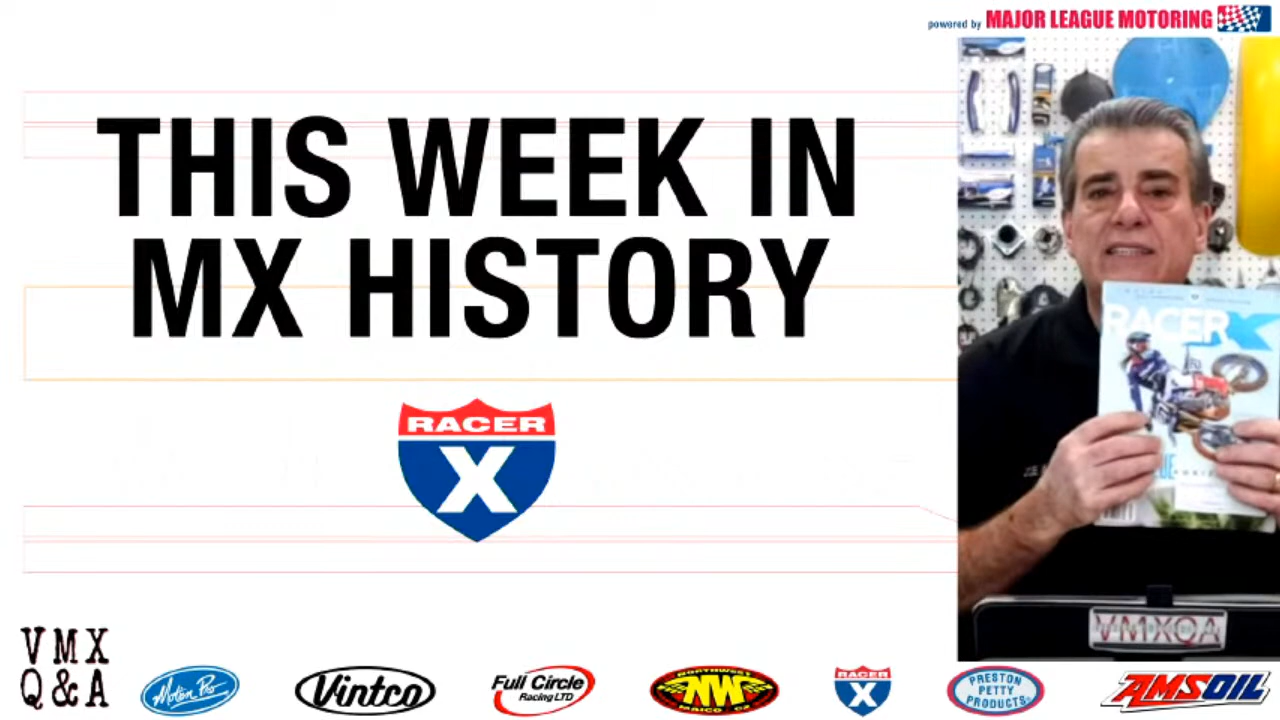 powered by MAJOR LEAGUE MOTORING
THIS WEEK IN
MX HISTORY
RACER
X
RACER X
VMXQA
VMX
Q&A
Motion Pro
Vintco
Full Circle
Racing LTD
NORTHWEST
NW
MAICO
RACER
X
PRESTON
PETTY
PRODUCTS
AMSOIL